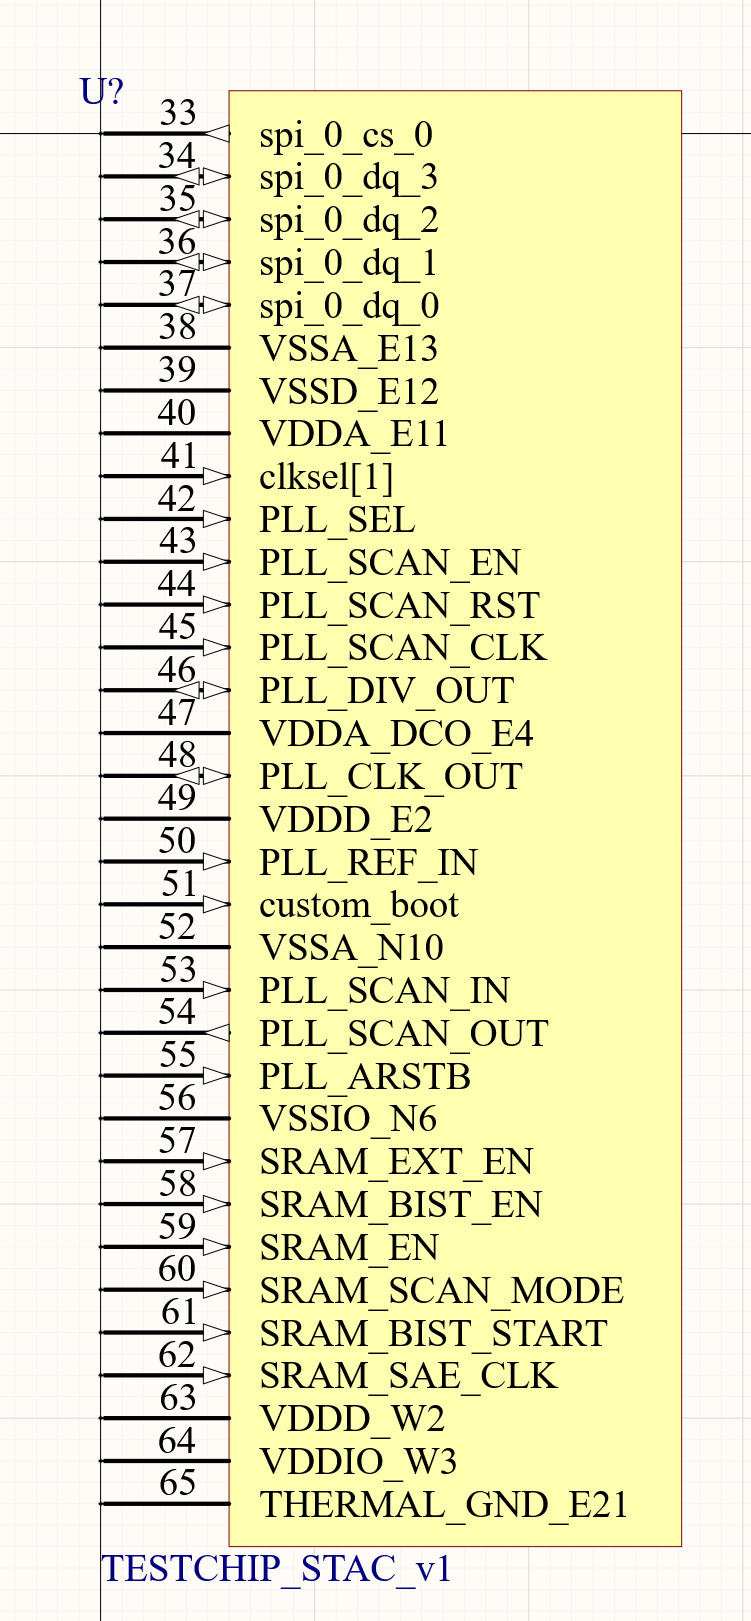 U?
33 spi_0_cs_0
34 spi_0_dq_3
35 spi_0_dq_2
36 spi_0_dq_1
37 spi_0_dq_0
38 VSSA_E13
39 VSSD_E12
40 VDDA_E11
41 clksel[1]
42 PLL_SEL
43 PLL_SCAN_EN
44 PLL_SCAN_RST
45 PLL_SCAN_CLK
46 PLL_DIV_OUT
47 VDDA_DCO_E4
48 PLL_CLK_OUT
49 VDDD_E2
50 PLL_REF_IN
51 custom_boot
52 VSSA_N10
53 PLL_SCAN_IN
54 PLL_SCAN_OUT
55 PLL_ARSTB
56 VSSIO_N6
57 SRAM_EXT_EN
58 SRAM_BIST_EN
59 SRAM_EN
60 SRAM_SCAN_MODE
61 SRAM_BIST_START
62 SRAM_SAE_CLK
63 VDDD_W2
64 VDDIO_W3
65 THERMAL_GND_E21
TESTCHIP_STAC_v1